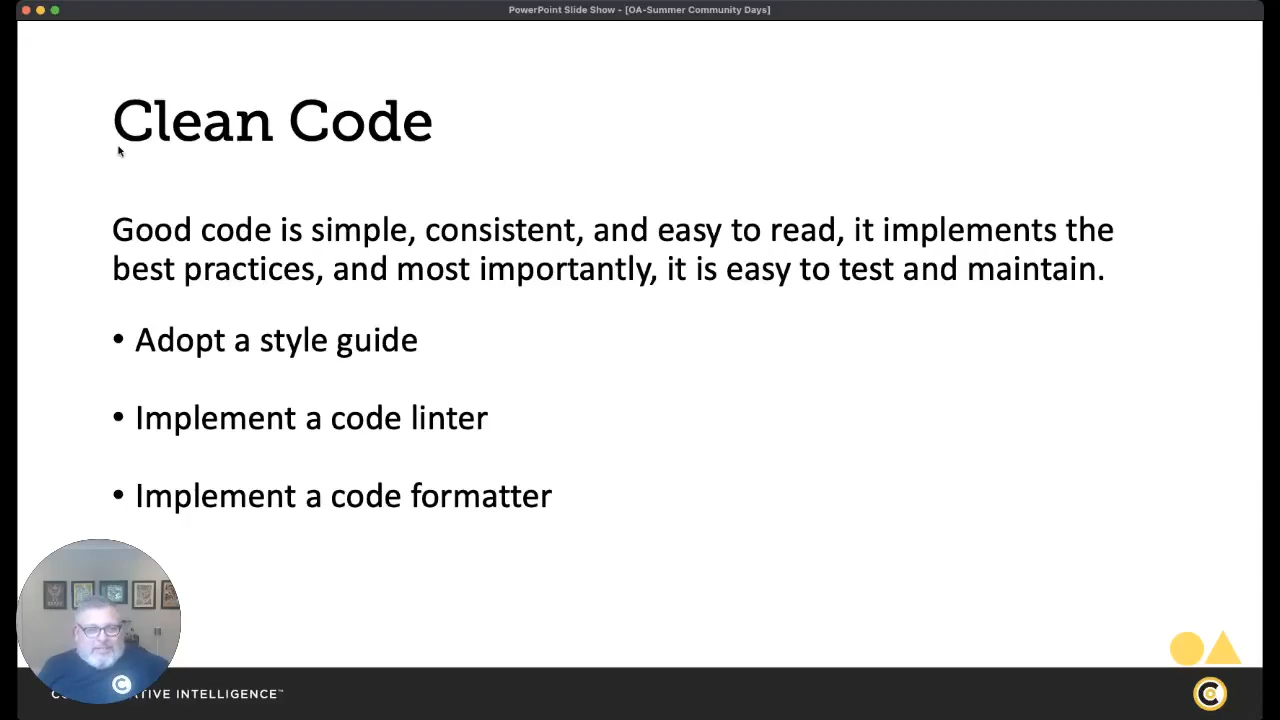 PowerPoint Slide Show - [OA-Summer Community Days]
Clean Code
Good code is simple, consistent, and easy to read, it implements the
best practices, and most importantly, it is easy to test and maintain.
• Adopt a style guide
• Implement a code linter
• Implement a code formatter
INTELLIGENCE™